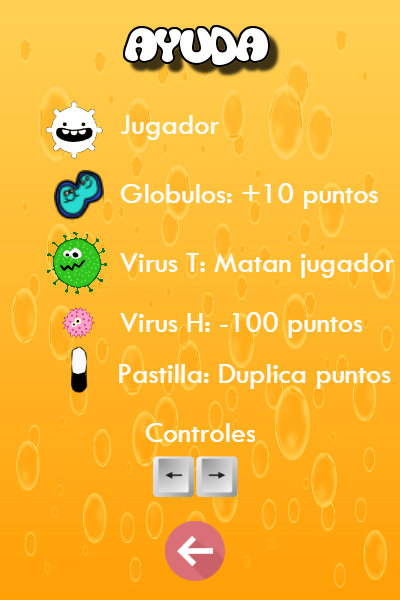 AYUDA
Jugador
Globulos: +10 puntos
Virus T: Matan jugador
Virus H: -100 puntos
Pastilla: Duplica puntos
Controles